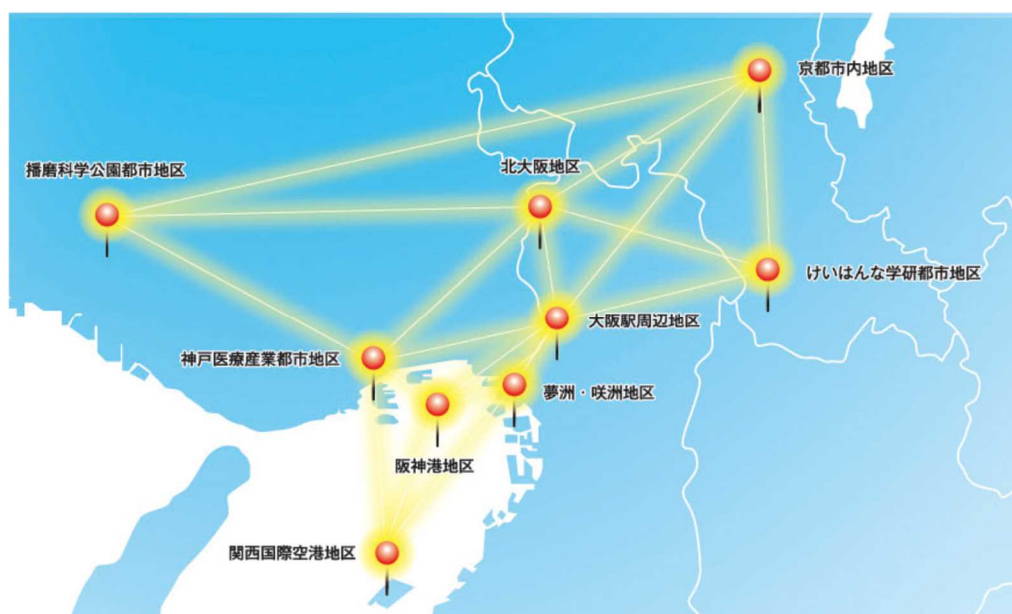 京都市内地区
播磨科学公園都市地区
北大阪地区
けいはんな学研都市地区
大阪駅周辺地区
神戸医療産業都市地区
夢洲・咲洲地区
阪神港地区
関西国際空港地区